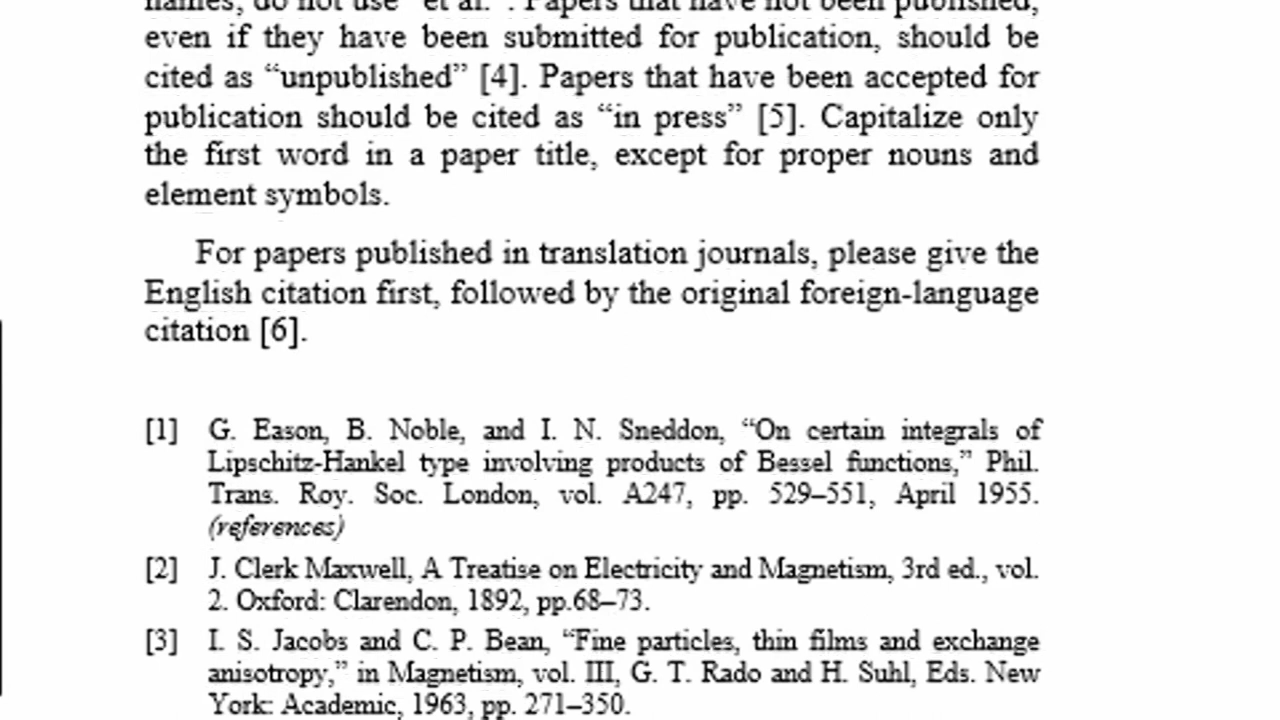 names, do not use “et al.”. Papers that have not been published,
even if they have been submitted for publication, should be
cited as “unpublished” [4]. Papers that have been accepted for
publication should be cited as “in press” [5]. Capitalize only
the first word in a paper title, except for proper nouns and
element symbols.
For papers published in translation journals, please give the
English citation first, followed by the original foreign-language
citation [6].
[1] G. Eason, B. Noble, and I. N. Sneddon, “On certain integrals of
Lipschitz-Hankel type involving products of Bessel functions,” Phil.
Trans. Roy. Soc. London, vol. A247, pp. 529–551, April 1955.
(references)
[2] J. Clerk Maxwell, A Treatise on Electricity and Magnetism, 3rd ed., vol.
2. Oxford: Clarendon, 1892, pp.68–73.
[3] I. S. Jacobs and C. P. Bean, “Fine particles, thin films and exchange
anisotropy,” in Magnetism, vol. III, G. T. Rado and H. Suhl, Eds. New
York: Academic, 1963, pp. 271–350.